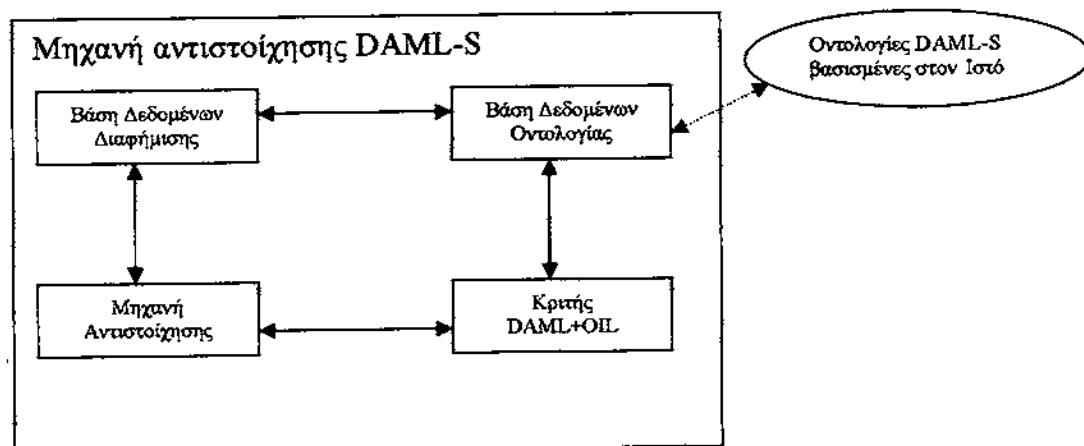 Μηχανή αντιστοίχησης DAML-S
Οντολογίες DAML-S
βασισμένες στον Ιστό
Βάση Δεδομένων
Διαφήμισης
Βάση Δεδομένων
Οντολογίας
Μηχανή
Αντιστοίχησης
Κριτής
DAML+OIL